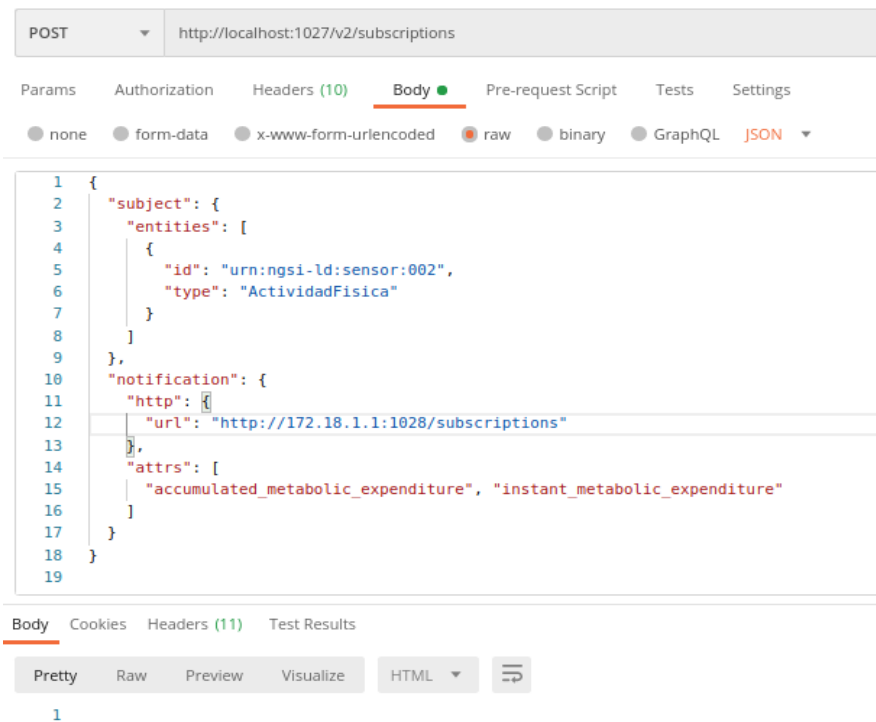 POST http://localhost:1027/v2/subscriptions
Params Authorization Headers (10) Body Pre-request Script Tests Settings
none form-data x-www-form-urlencoded raw binary GraphQL JSON
1 {
2 "subject": {
3 "entities": [
4 {
5 "id": "urn:ngsi-ld:sensor:002",
6 "type": "ActividadFisica"
7 }
8 ]
9 },
10 "notification": {
11 "http": {
12 "url": "http://172.18.1.1:1028/subscriptions"
13 },
14 "attrs": [
15 "accumulated_metabolic_expenditure", "instant_metabolic_expenditure"
16 ]
17 }
18 }
19
Body Cookies Headers (11) Test Results
Pretty Raw Preview Visualize HTML
1